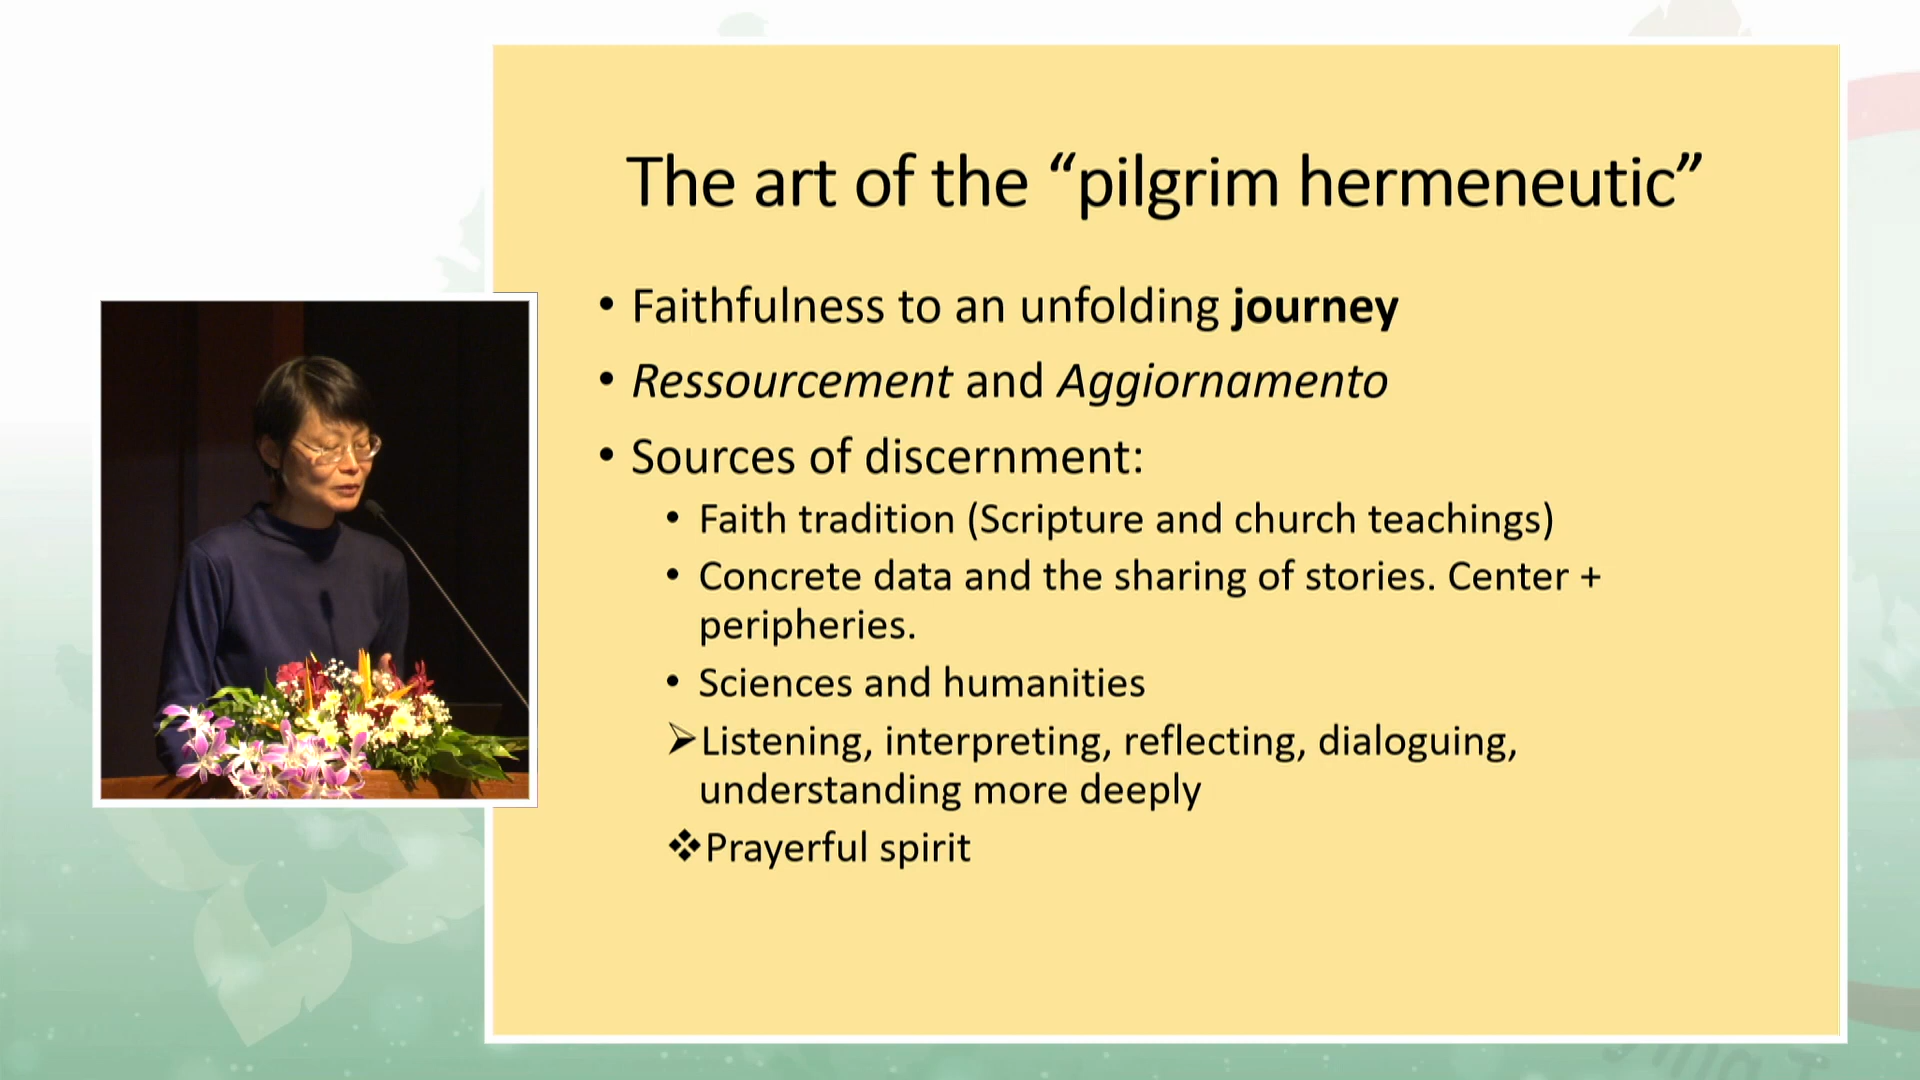 The art of the “pilgrim hermeneutic”
• Faithfulness to an unfolding journey
• Ressourcement and Aggiornamento
• Sources of discernment:
• Faith tradition (Scripture and church teachings)
• Concrete data and the sharing of stories. Center +
peripheries.
• Sciences and humanities
➢Listening, interpreting, reflecting, dialoguing,
understanding more deeply
❖Prayerful spirit